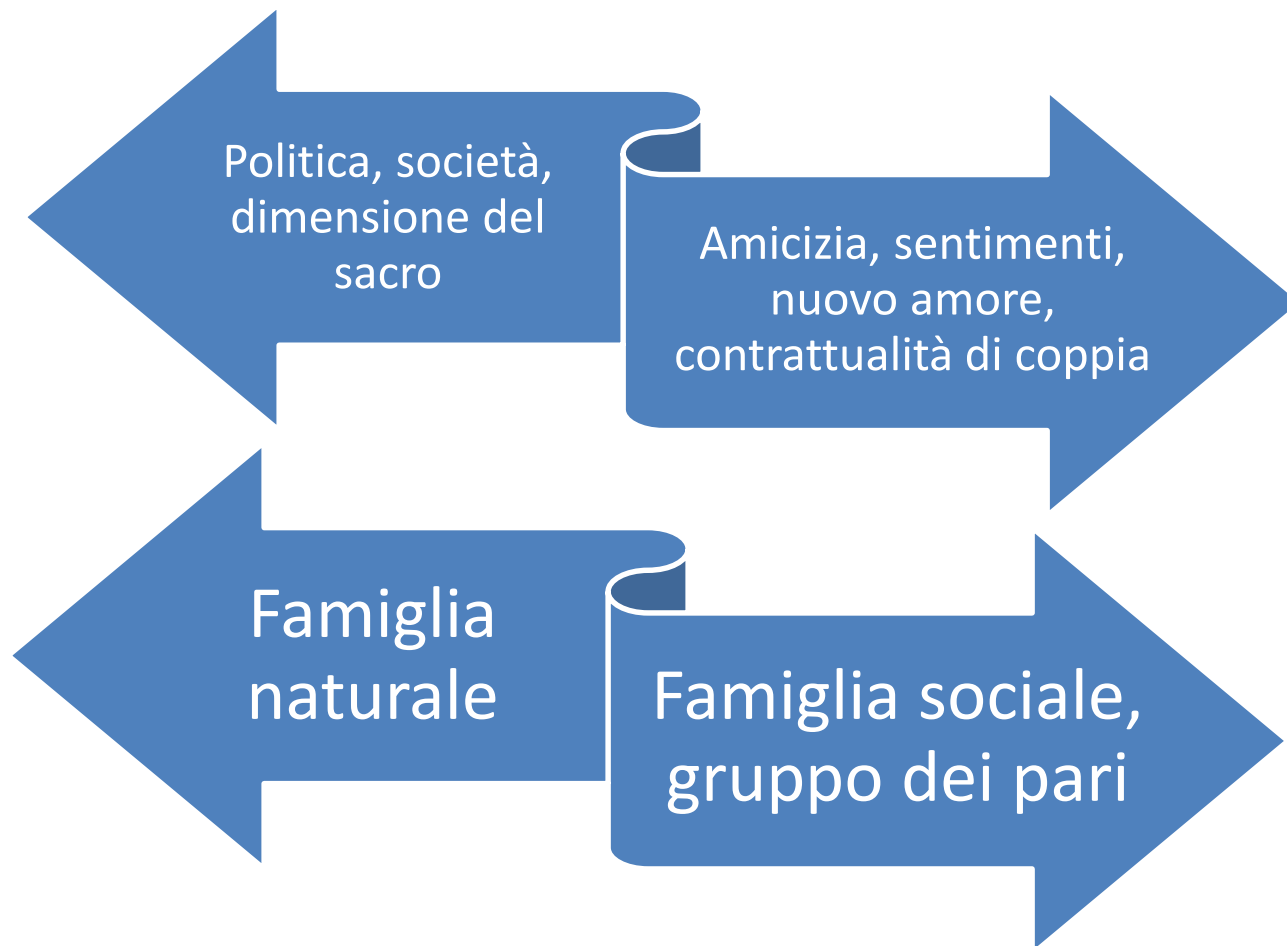 Politica, società,
dimensione del
sacro
Amicizia, sentimenti,
nuovo amore,
contrattualità di coppia
Famiglia
naturale
Famiglia sociale,
gruppo dei pari